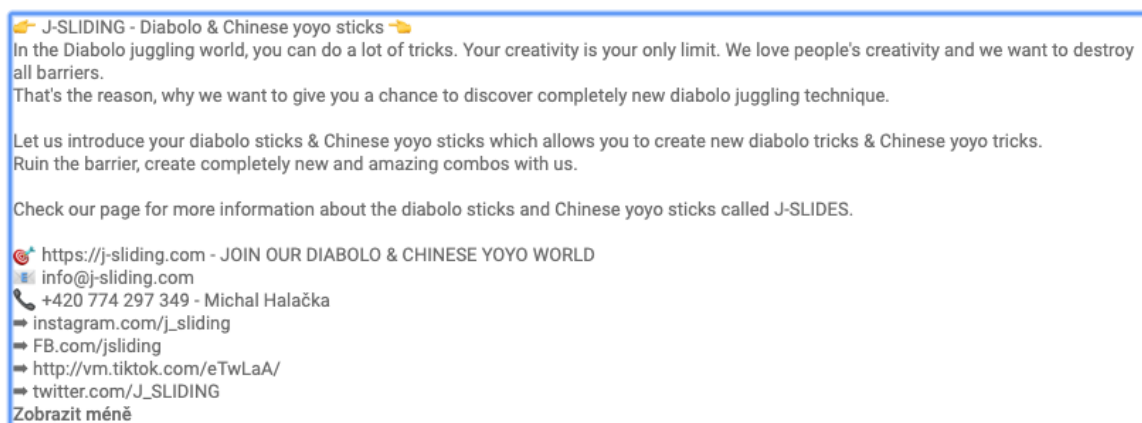 👉 J-SLIDING - Diabolo & Chinese yoyo sticks 👈
In the Diabolo juggling world, you can do a lot of tricks. Your creativity is your only limit. We love people's creativity and we want to destroy
all barriers.
That's the reason, why we want to give you a chance to discover completely new diabolo juggling technique.
Let us introduce your diabolo sticks & Chinese yoyo sticks which allows you to create new diabolo tricks & Chinese yoyo tricks.
Ruin the barrier, create completely new and amazing combos with us.
Check our page for more information about the diabolo sticks and Chinese yoyo sticks called J-SLIDES.
🎯 https://j-sliding.com - JOIN OUR DIABOLO & CHINESE YOYO WORLD
📧 info@j-sliding.com
📞 +420 774 297 349 - Michal Halačka
➡ instagram.com/j_sliding
➡ FB.com/jsliding
➡ http://vm.tiktok.com/eTwLaA/
➡ twitter.com/J_SLIDING
Zobrazit méně